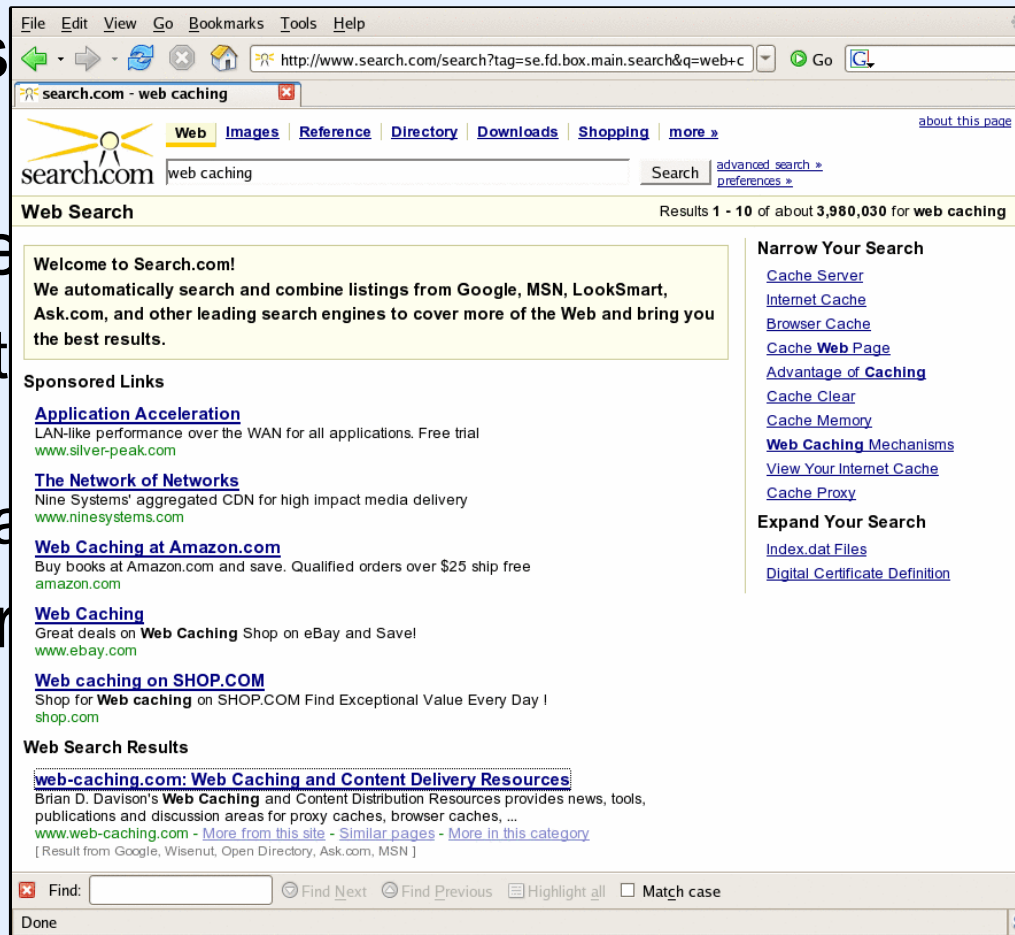 File Edit View Go Bookmarks Tools Help
http://www.search.com/search?tag=se.fd.box.main.search&q=web+c Go G
search.com - web caching
Web Images Reference Directory Downloads Shopping more » about this page
search.com web caching Search advanced search »
preferences »
Web Search Results 1 - 10 of about 3,980,030 for web caching
Welcome to Search.com!
We automatically search and combine listings from Google, MSN, LookSmart,
Ask.com, and other leading search engines to cover more of the Web and bring you
the best results.
Sponsored Links
Application Acceleration
LAN-like performance over the WAN for all applications. Free trial
www.silver-peak.com
The Network of Networks
Nine Systems' aggregated CDN for high impact media delivery
www.ninesystems.com
Web Caching at Amazon.com
Buy books at Amazon.com and save. Qualified orders over $25 ship free
amazon.com
Web Caching
Great deals on Web Caching Shop on eBay and Save!
www.ebay.com
Web caching on SHOP.COM
Shop for Web caching on SHOP.COM Find Exceptional Value Every Day !
shop.com
Web Search Results
web-caching.com: Web Caching and Content Delivery Resources
Brian D. Davison's Web Caching and Content Distribution Resources provides news, tools,
publications and discussion areas for proxy caches, browser caches, ...
www.web-caching.com - More from this site - Similar pages - More in this category
[ Result from Google, Wisenut, Open Directory, Ask.com, MSN ]
Narrow Your Search
Cache Server
Internet Cache
Browser Cache
Cache Web Page
Advantage of Caching
Cache Clear
Cache Memory
Web Caching Mechanisms
View Your Internet Cache
Cache Proxy
Expand Your Search
Index.dat Files
Digital Certificate Definition
Find: Find Next Find Previous Highlight all Match case
Done